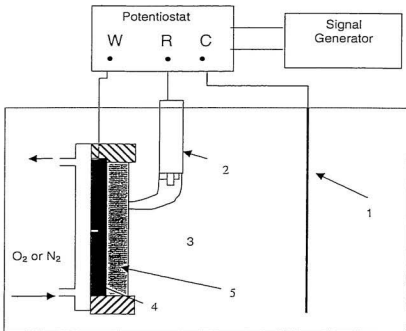 Potentiostat
W R C
Signal
Generator
2
1
3
O₂ or N₂
5
4